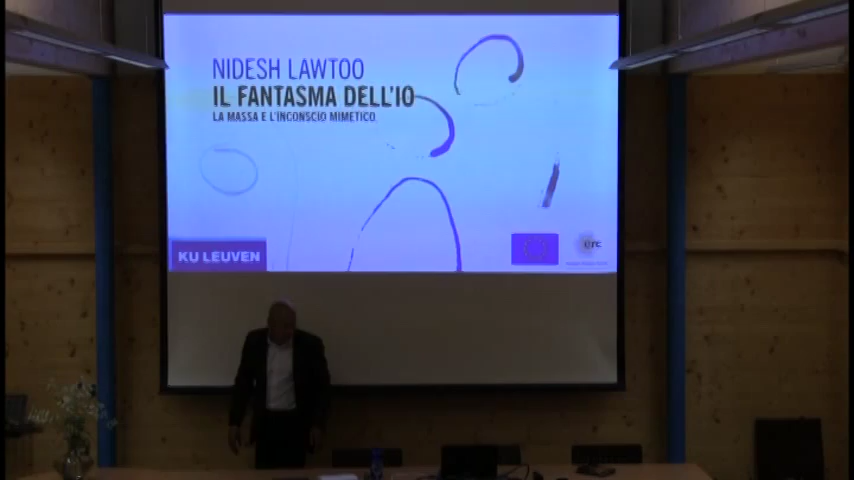 NIDESH LAWTOO
IL FANTASMA DELL'IO
LA MASSA E L'INCONSCIO MIMETICO
KU LEUVEN
erc